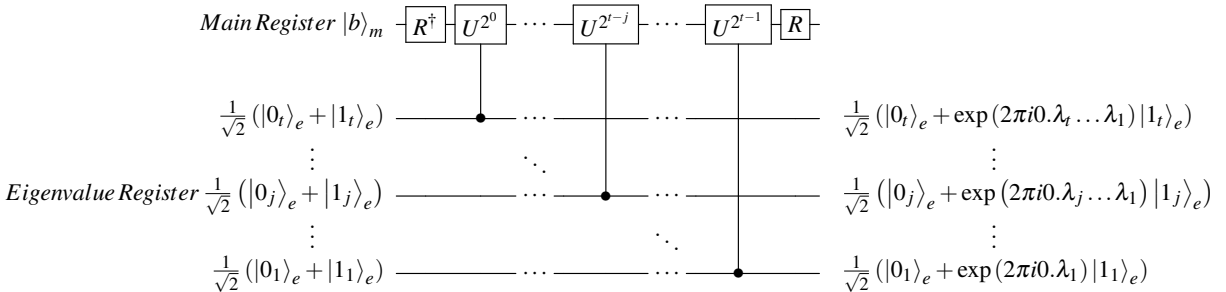 Main Register |b⟩ₘ R† U^{2^0} ⋯ U^{2^{t−j}} ⋯ U^{2^{t−1}} R
1/√2 (|0_t⟩_e + |1_t⟩_e) ⋯ ⋯ 1/√2 (|0_t⟩_e + exp(2πi0.λ_t…λ_1)|1_t⟩_e)
⋮ ⋱ ⋮
Eigenvalue Register 1/√2 (|0_j⟩_e + |1_j⟩_e) ⋯ ⋯ 1/√2 (|0_j⟩_e + exp(2πi0.λ_j…λ_1)|1_j⟩_e)
⋮ ⋱ ⋮
1/√2 (|0_1⟩_e + |1_1⟩_e) ⋯ ⋯ 1/√2 (|0_1⟩_e + exp(2πi0.λ_1)|1_1⟩_e)